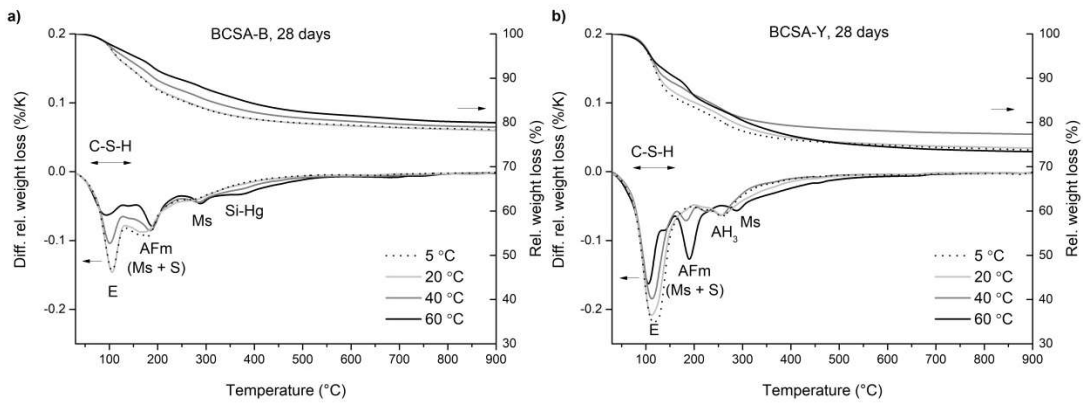 a)
BCSA-B, 28 days
0.2
0.1
0.0
-0.1
-0.2
Diff. rel. weight loss (%/K)
100
90
80
70
60
50
40
30
Rel. weight loss (%)
C-S-H
E
AFm
(Ms + S)
Ms
Si-Hg
5 °C
20 °C
40 °C
60 °C
100 200 300 400 500 600 700 800 900
Temperature (°C)
b)
BCSA-Y, 28 days
0.2
0.1
0.0
-0.1
-0.2
Diff. rel. weight loss (%/K)
100
90
80
70
60
50
40
30
Rel. weight loss (%)
C-S-H
E
AFm
(Ms + S)
AH3
Ms
5 °C
20 °C
40 °C
60 °C
100 200 300 400 500 600 700 800 900
Temperature (°C)